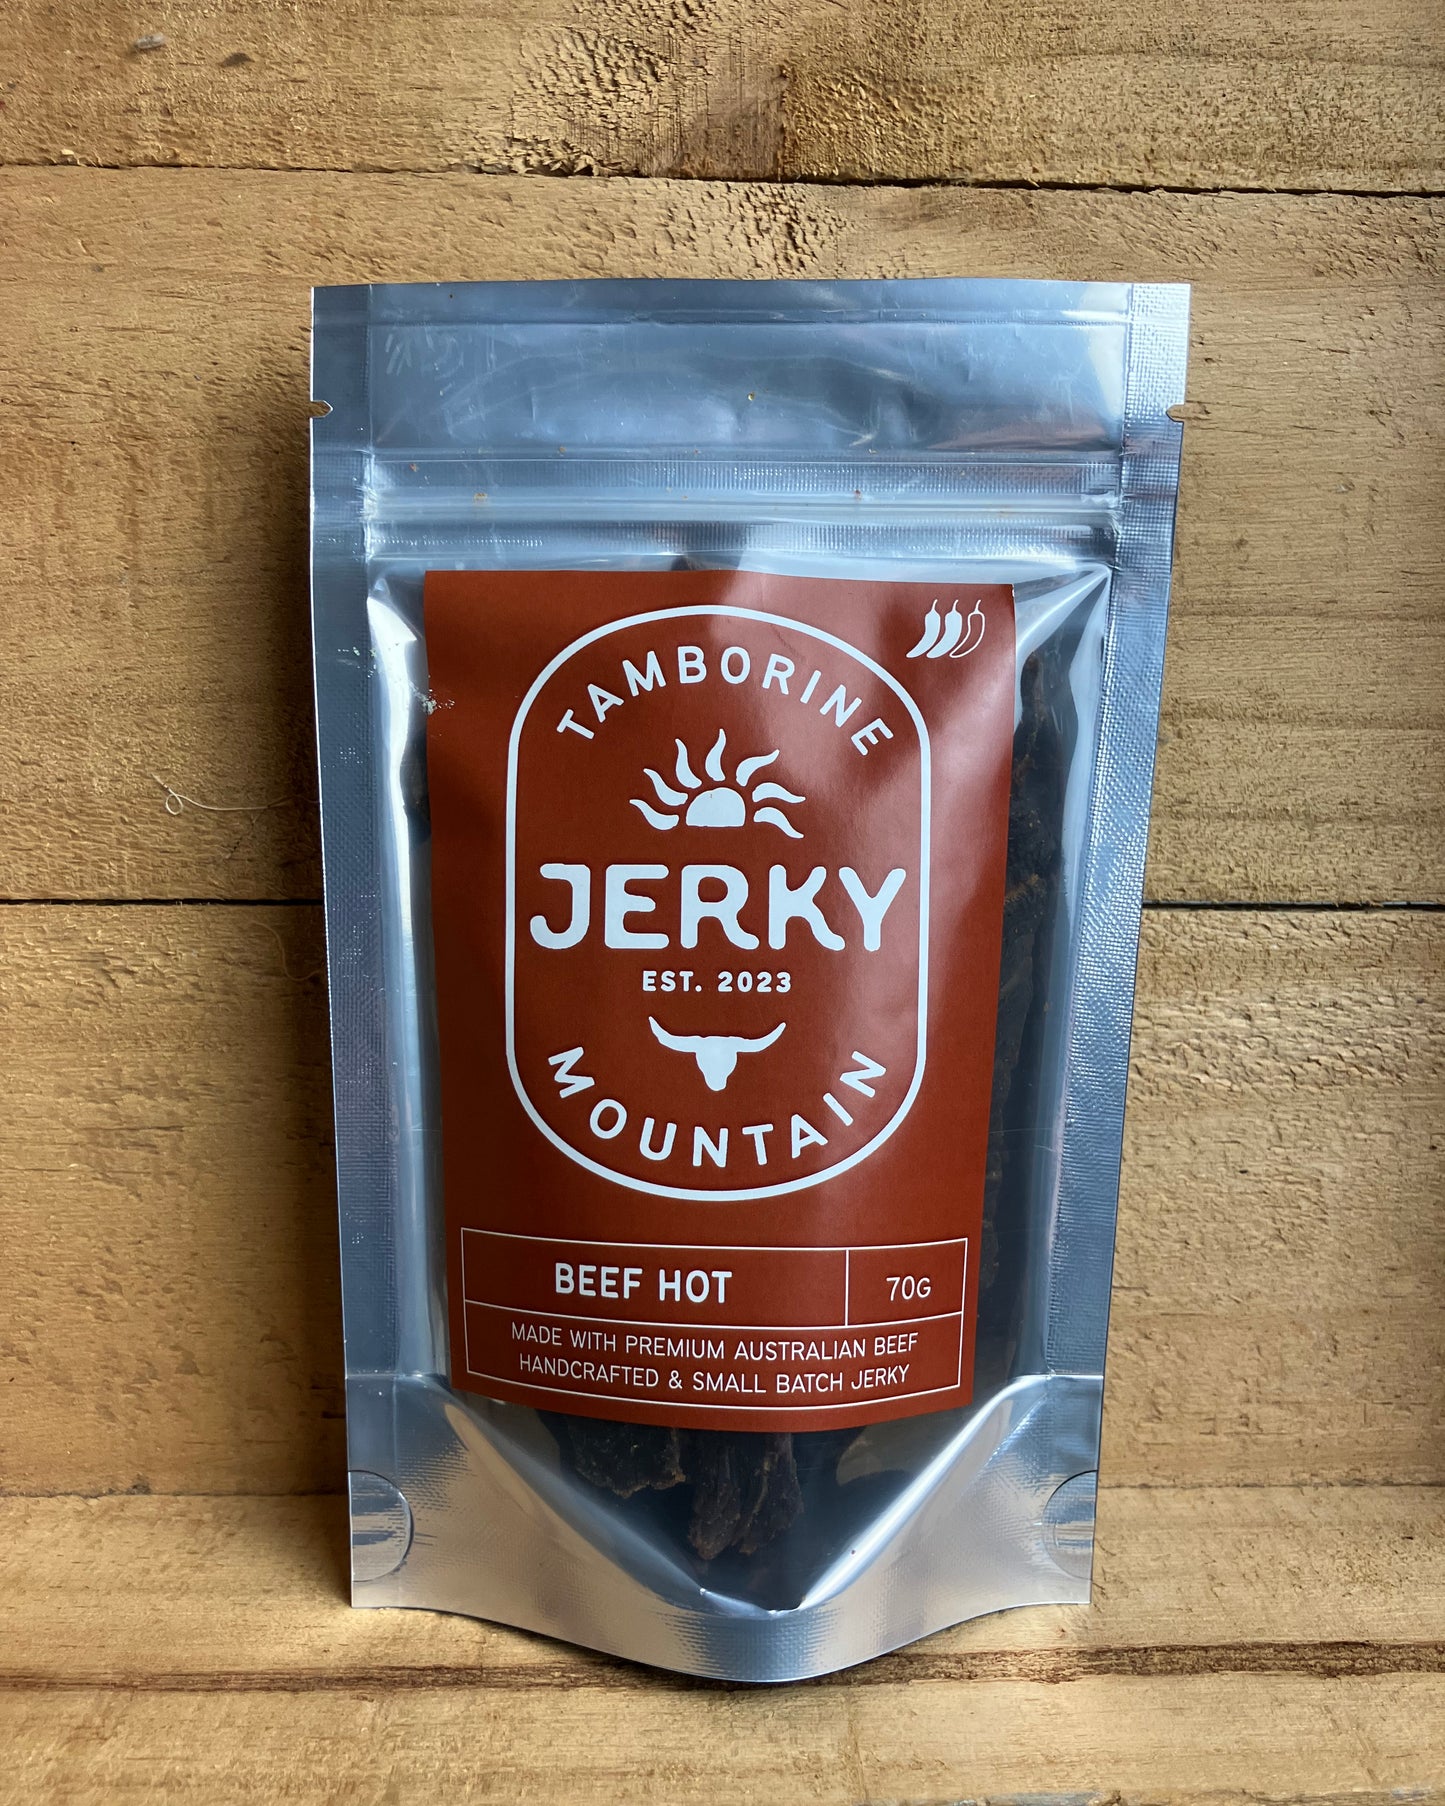 TAMBORINE
JERKY
EST. 2023
MOUNTAIN
BEEF HOT
70G
MADE WITH PREMIUM AUSTRALIAN BEEF
HANDCRAFTED & SMALL BATCH JERKY